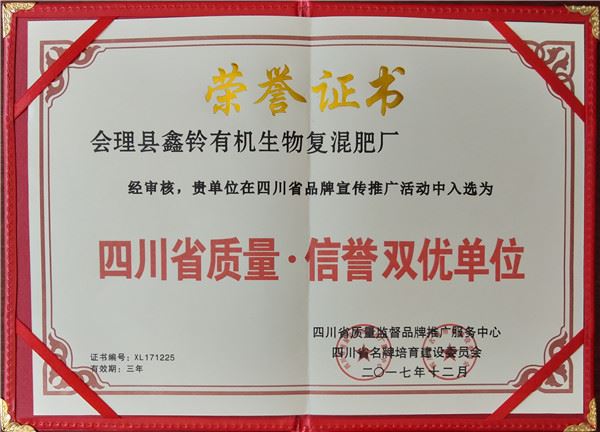 荣誉证书
会理县鑫铃有机生物复混肥厂
经审核，贵单位在四川省品牌宣传推广活动中入选为
四川省质量·信誉双优单位
四川省质量监督品牌推广服务中心
四川省名牌培育建设委员会
二〇一七年十二月
证书编号：XL171225
有效期：三年